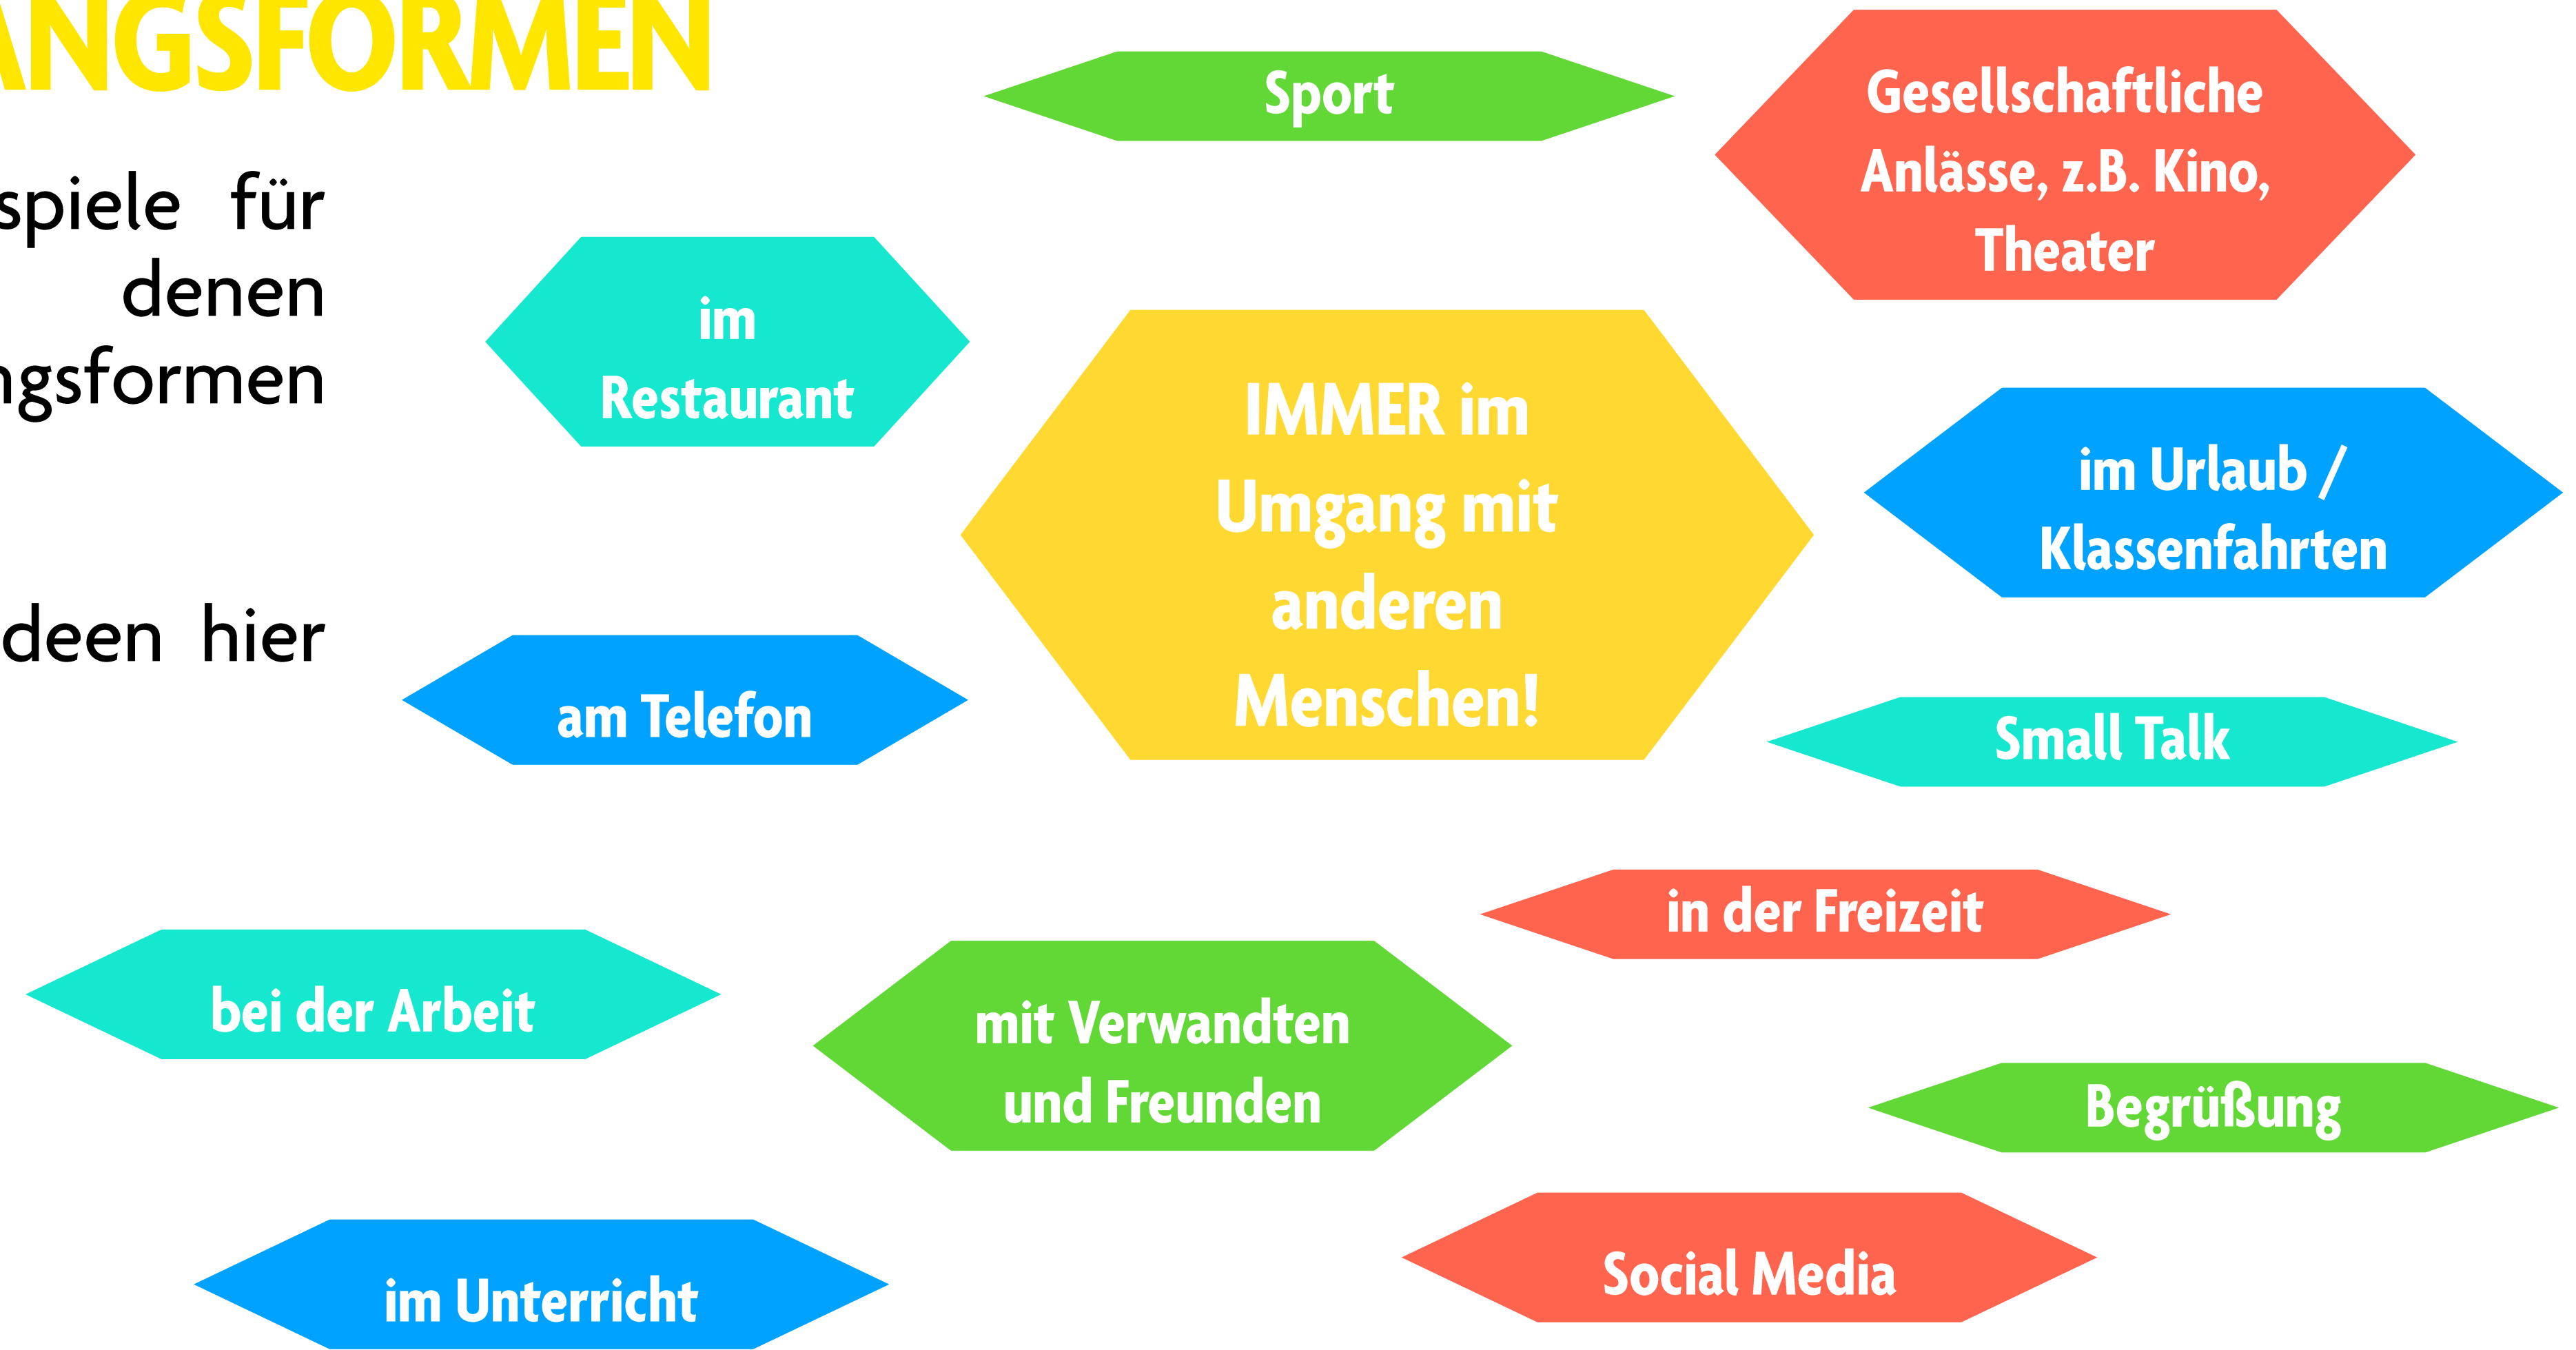 ANGSFORMEN
spiele für
denen
ngsformen
deen hier
Sport
Gesellschaftliche
Anlässe, z.B. Kino,
Theater
im
Restaurant
IMMER im
Umgang mit
anderen
Menschen!
im Urlaub /
Klassenfahrten
am Telefon
Small Talk
in der Freizeit
bei der Arbeit
mit Verwandten
und Freunden
Begrüßung
Social Media
im Unterricht